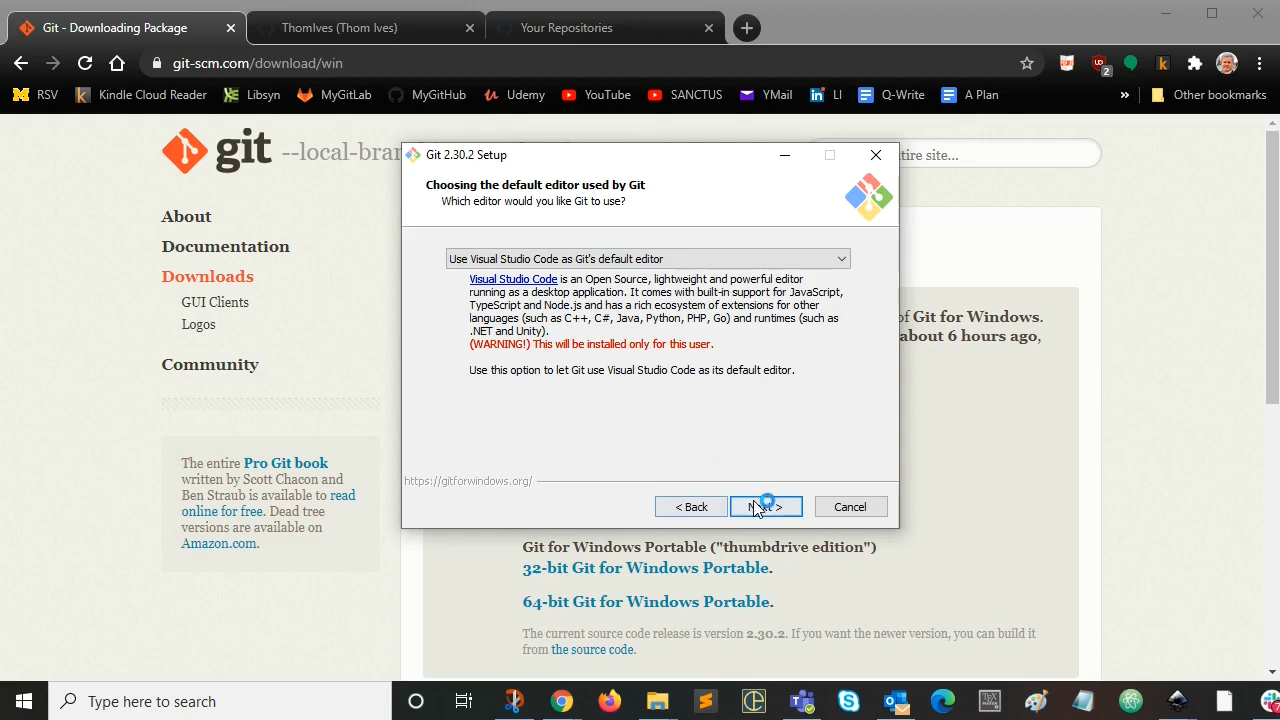 Git - Downloading Package
ThomIves (Thom Ives)
Your Repositories
git-scm.com/download/win
2
RSV
Kindle Cloud Reader
Libsyn
MyGitLab
MyGitHub
Udemy
YouTube
SANCTUS
YMail
LI
Q-Write
A Plan
»
Other bookmarks
git --local-bran
tire site...
About
Documentation
Downloads
GUI Clients
Logos
Community
The entire Pro Git book
written by Scott Chacon and
Ben Straub is available to read
online for free. Dead tree
versions are available on
Amazon.com.
Git 2.30.2 Setup
Choosing the default editor used by Git
Which editor would you like Git to use?
Use Visual Studio Code as Git's default editor
Visual Studio Code is an Open Source, lightweight and powerful editor
running as a desktop application. It comes with built-in support for JavaScript,
TypeScript and Node.js and has a rich ecosystem of extensions for other
languages (such as C++, C#, Java, Python, PHP, Go) and runtimes (such as
.NET and Unity).
(WARNING!) This will be installed only for this user.
Use this option to let Git use Visual Studio Code as its default editor.
https://gitforwindows.org/
< Back
Next >
Cancel
of Git for Windows.
about 6 hours ago,
Git for Windows Portable ("thumbdrive edition")
32-bit Git for Windows Portable.
64-bit Git for Windows Portable.
The current source code release is version 2.30.2. If you want the newer version, you can build it
from the source code.
Type here to search